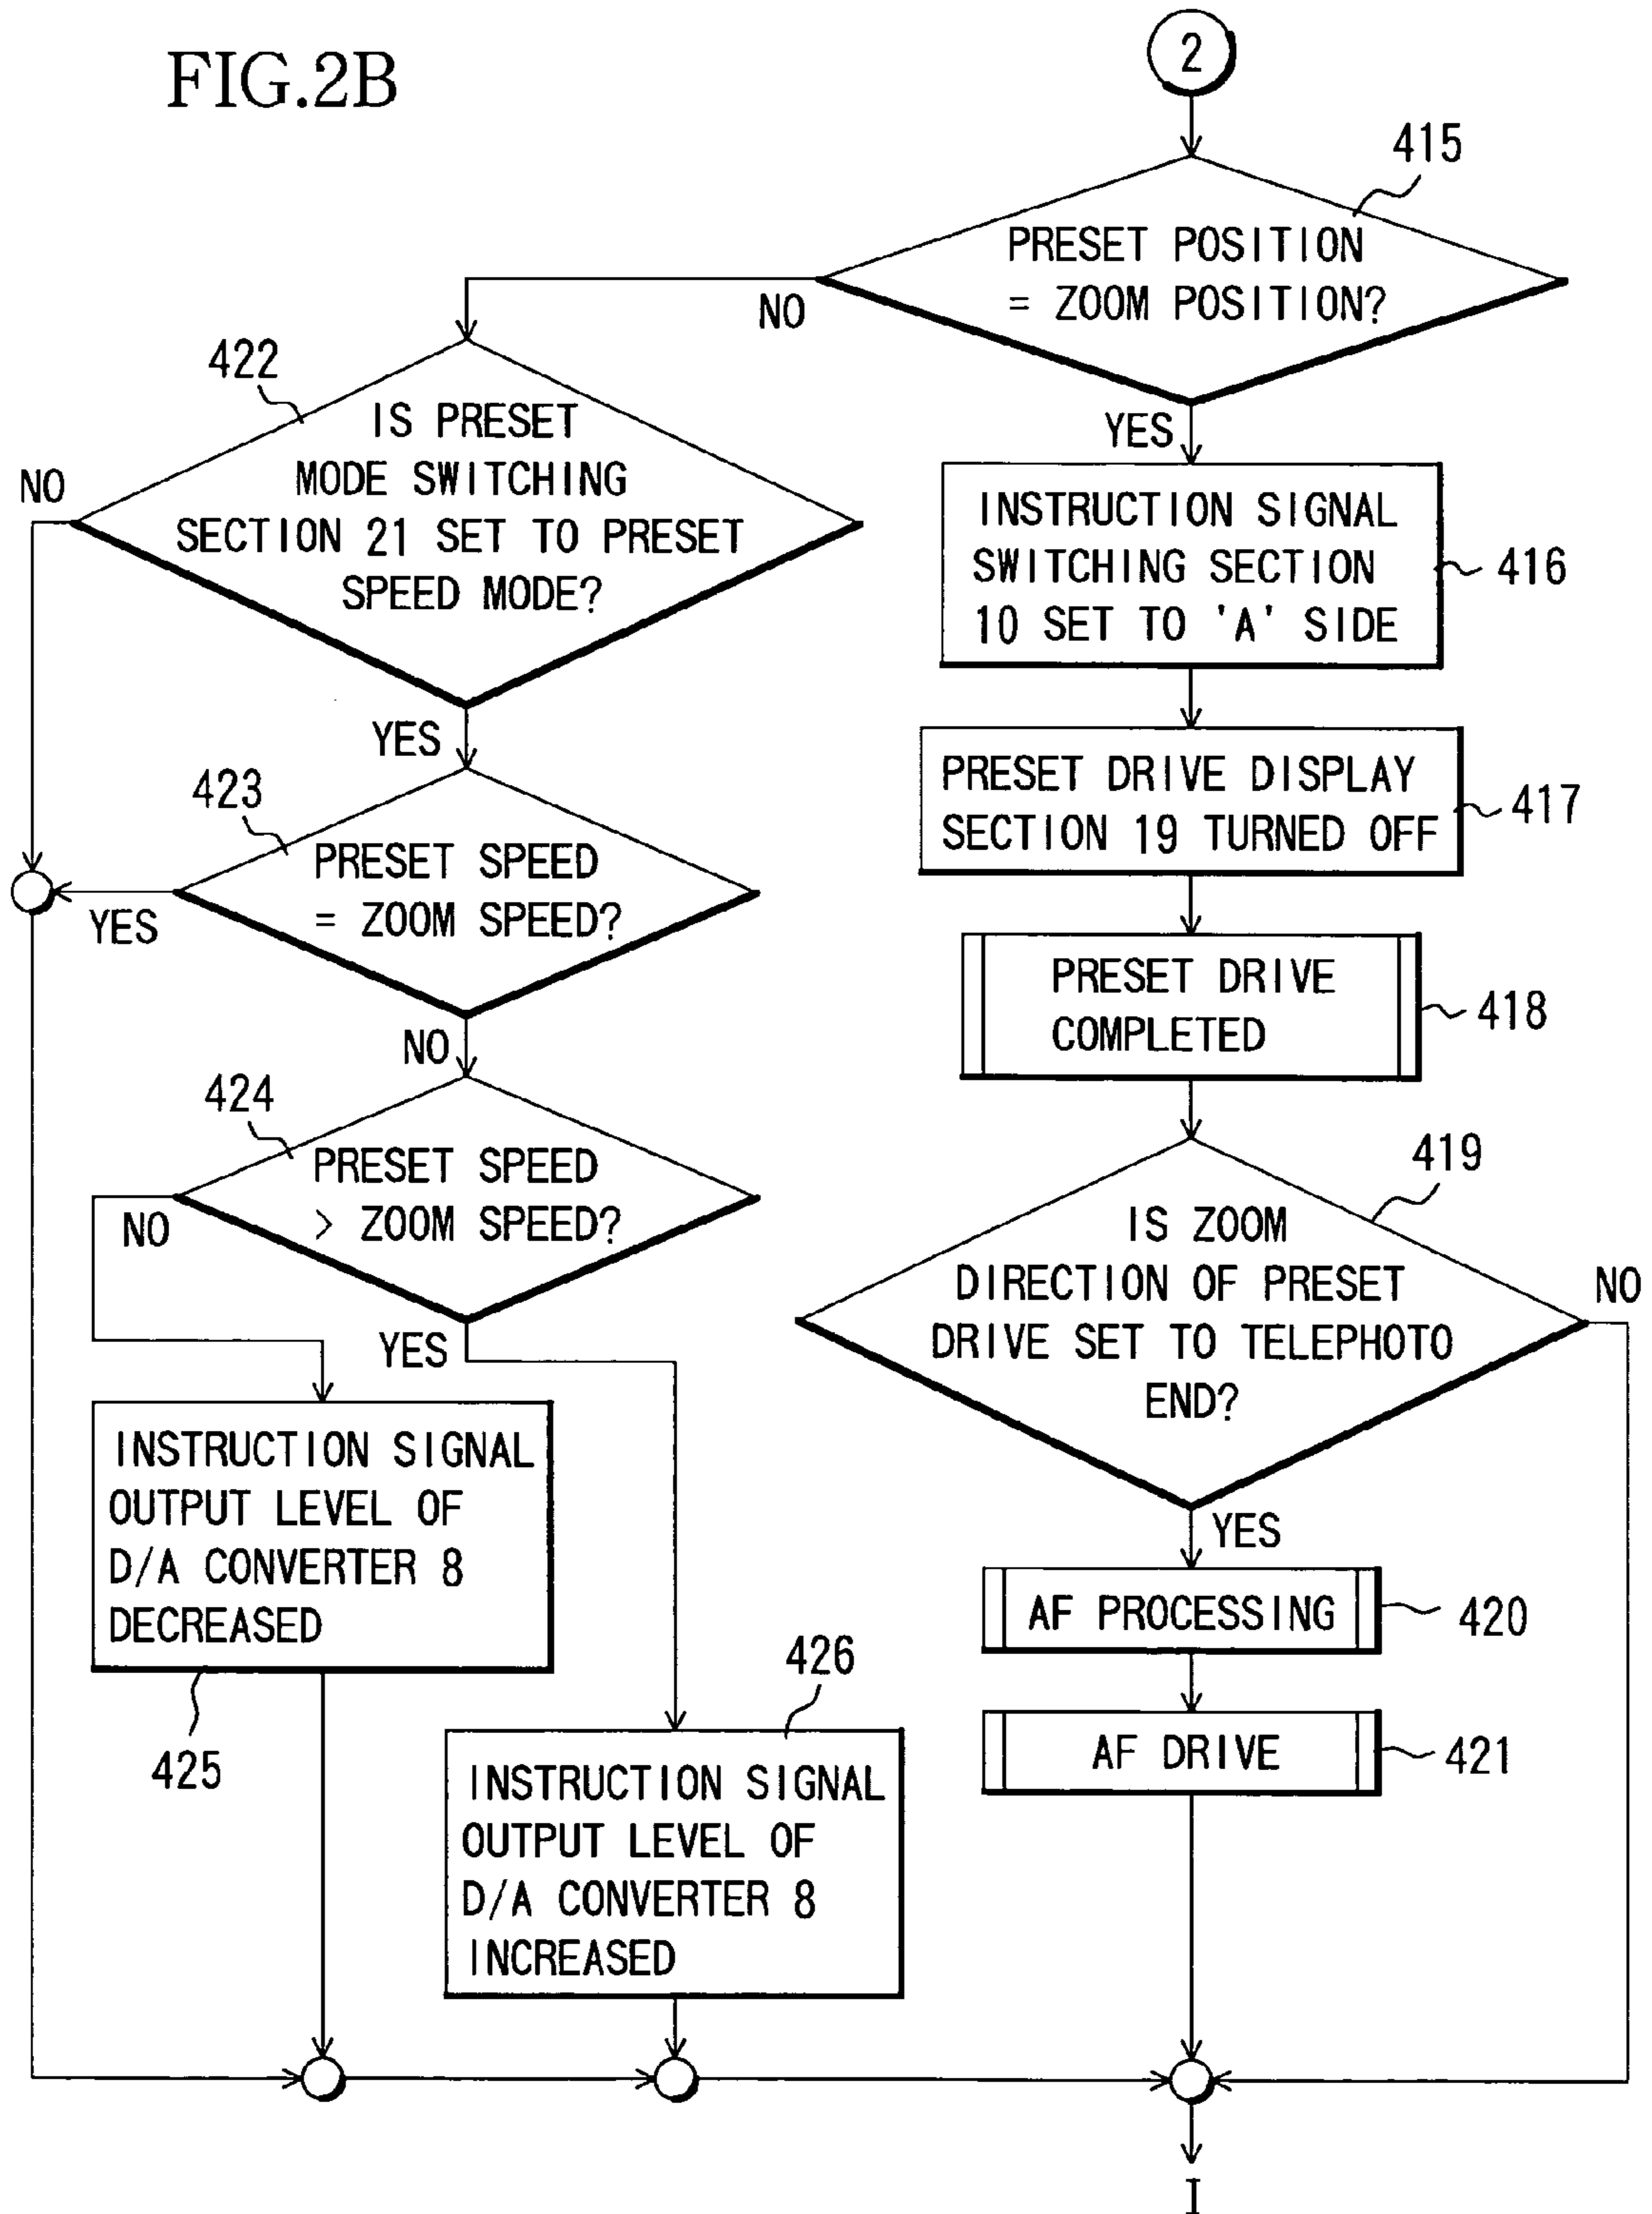 FIG.2B
2
415
PRESET POSITION
= ZOOM POSITION?
NO
YES
422
IS PRESET
MODE SWITCHING
SECTION 21 SET TO PRESET
SPEED MODE?
NO
YES
INSTRUCTION SIGNAL
SWITCHING SECTION
10 SET TO 'A' SIDE
416
PRESET DRIVE DISPLAY
SECTION 19 TURNED OFF
417
423
PRESET SPEED
= ZOOM SPEED?
YES
NO
PRESET DRIVE
COMPLETED
418
424
PRESET SPEED
> ZOOM SPEED?
NO
YES
419
IS ZOOM
DIRECTION OF PRESET
DRIVE SET TO TELEPHOTO
END?
NO
YES
INSTRUCTION SIGNAL
OUTPUT LEVEL OF
D/A CONVERTER 8
DECREASED
425
AF PROCESSING
420
426
INSTRUCTION SIGNAL
OUTPUT LEVEL OF
D/A CONVERTER 8
INCREASED
AF DRIVE
421
I